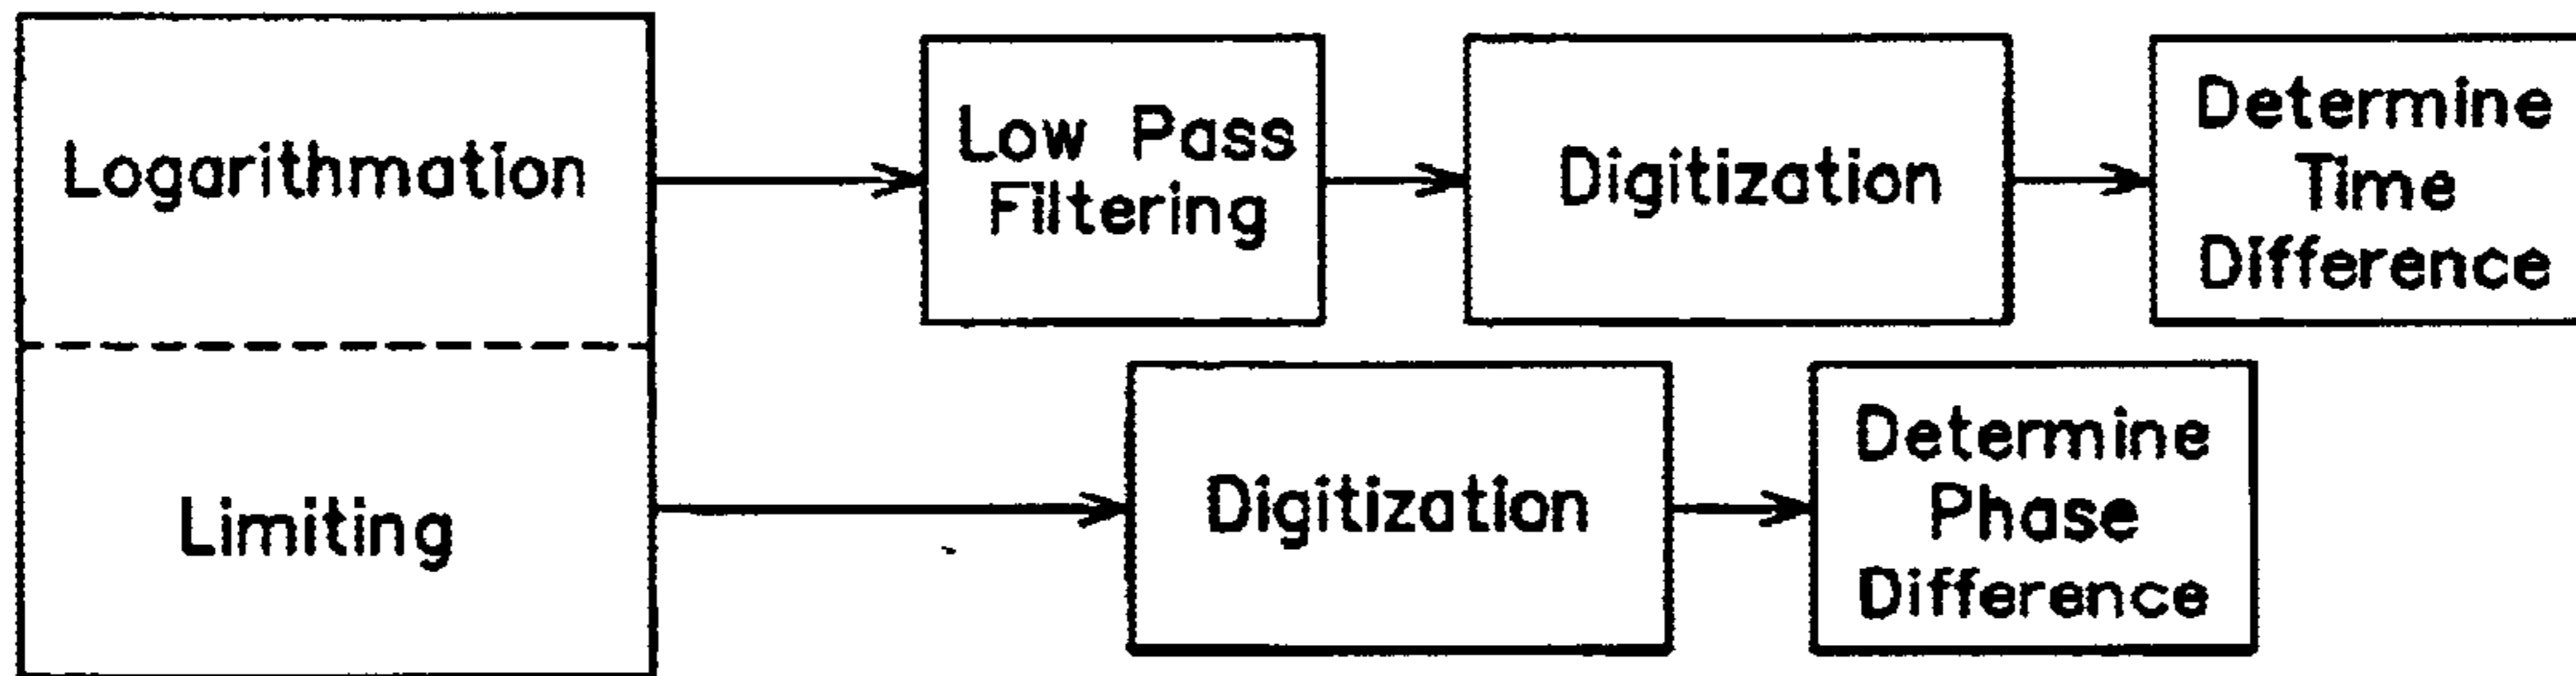 Logarithmation
Low Pass
Filtering
Digitization
Determine
Time
Difference
Limiting
Digitization
Determine
Phase
Difference